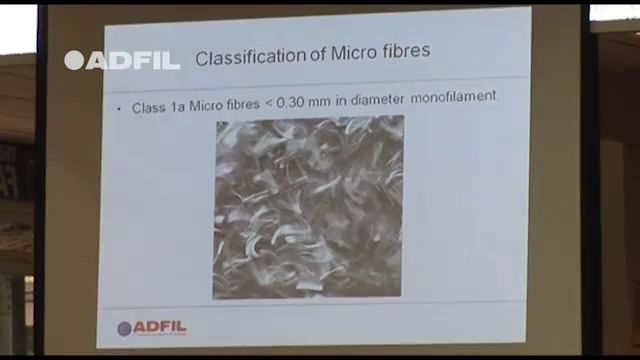 ADFIL
Classification of Micro fibres
• Class 1a Micro fibres < 0.30 mm in diameter monofilament
ADFIL